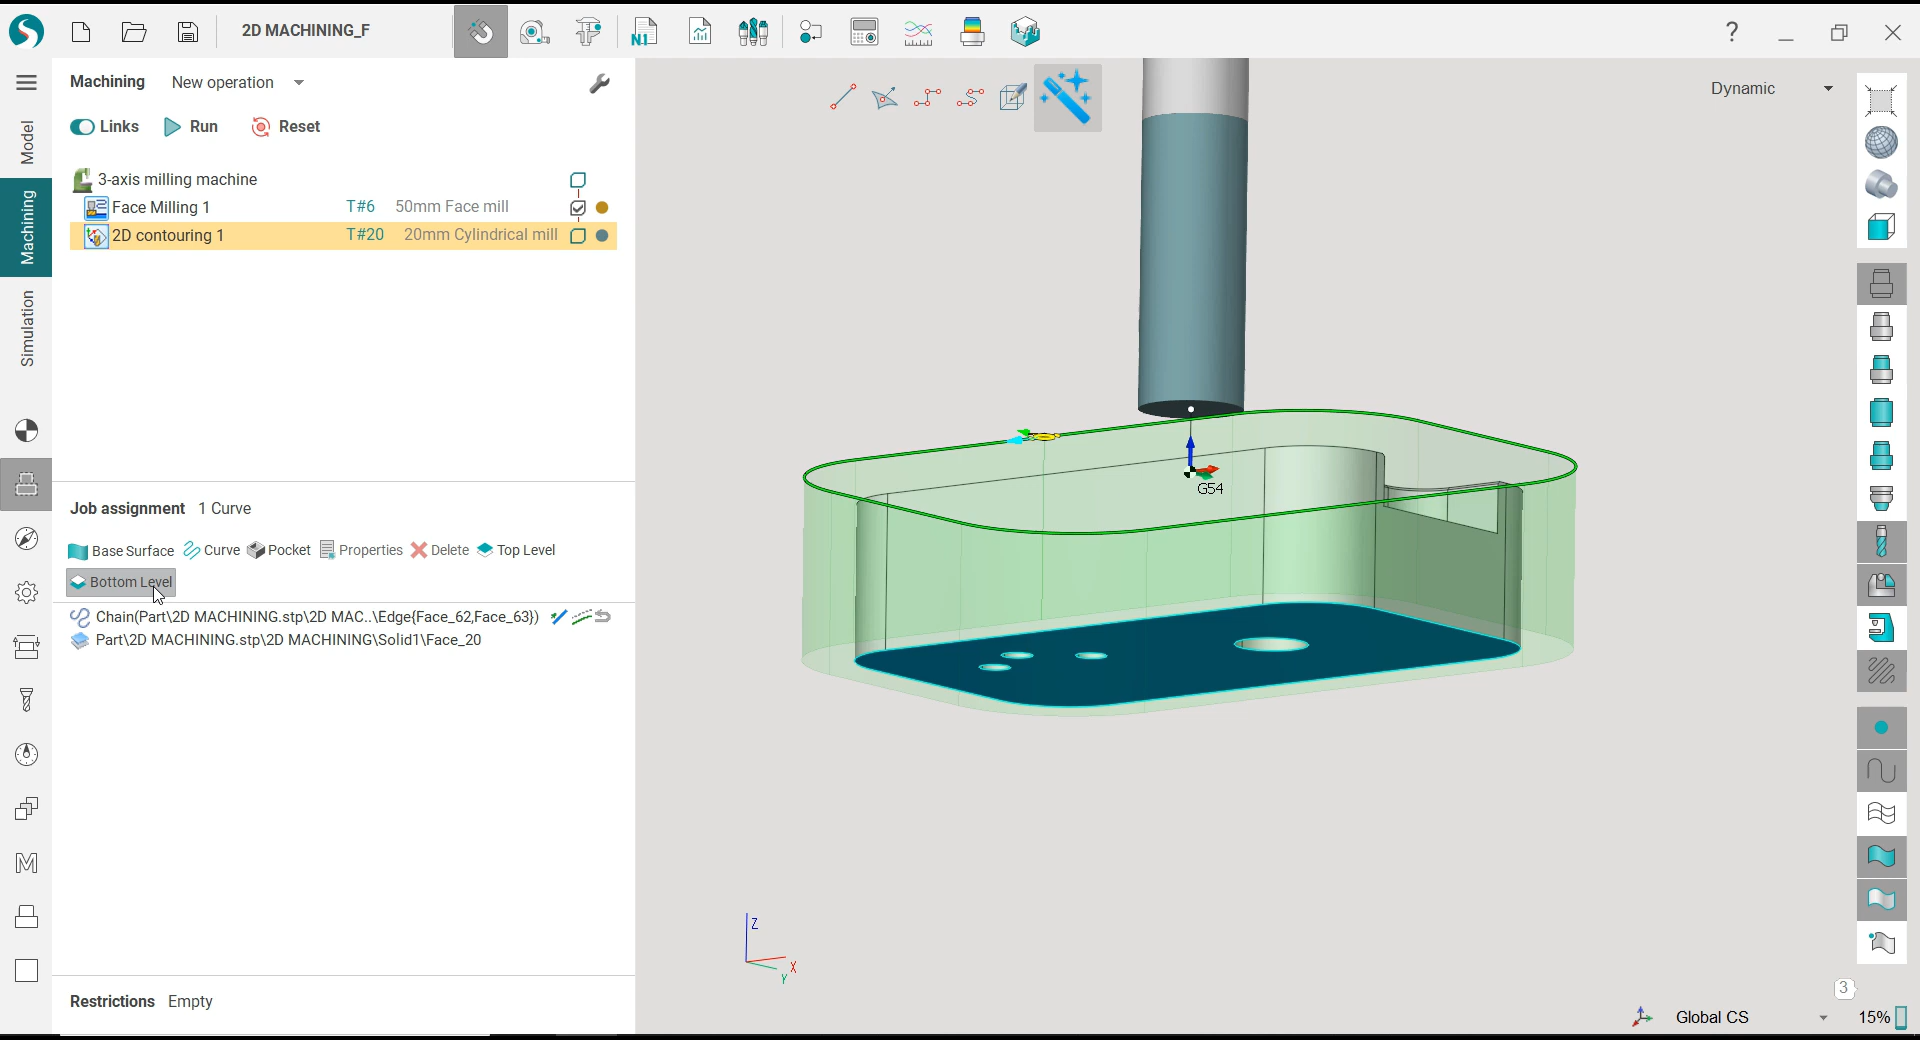 2D MACHINING_F
N1
?
Machining New operation
Dynamic
Links Run Reset
Model
Machining
Simulation
3-axis milling machine
Face Milling 1 T#6 50mm Face mill
2D contouring 1 T#20 20mm Cylindrical mill
G54
Job assignment 1 Curve
Base Surface Curve Pocket Properties Delete Top Level
Bottom Level
Chain(Part\2D MACHINING.stp\2D MAC..\Edge{Face_62,Face_63})
Part\2D MACHINING.stp\2D MACHINING\Solid1\Face_20
M
Z
X
Y
Restrictions Empty
3
Global CS 15%